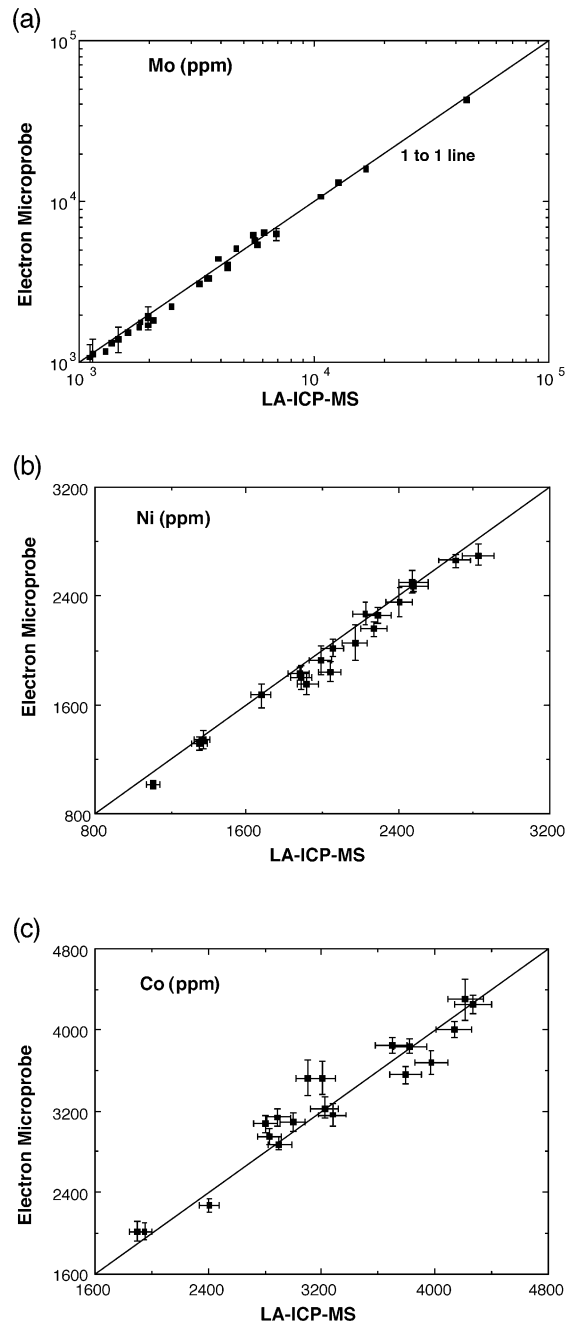 (a)
10^5
Mo (ppm)
1 to 1 line
10^4
Electron Microprobe
10^3
10^3 10^4 10^5
LA-ICP-MS
(b)
3200
Ni (ppm)
2400
Electron Microprobe
1600
800
800 1600 2400 3200
LA-ICP-MS
(c)
4800
Co (ppm)
4000
3200
Electron Microprobe
2400
1600
1600 2400 3200 4000 4800
LA-ICP-MS